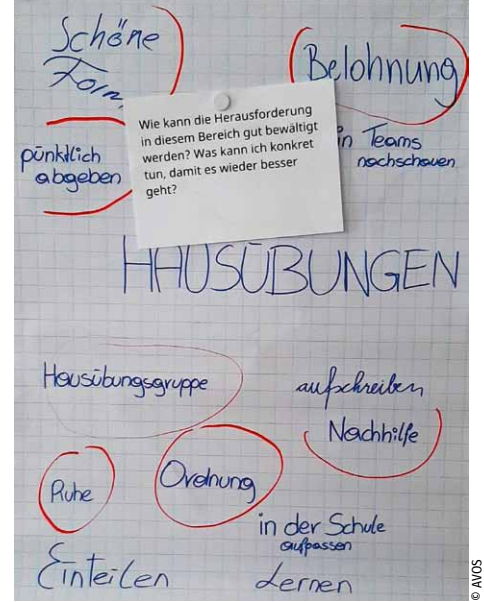 Schöne
Form
Belohnung
Wie kann die Herausforderung
in diesem Bereich gut bewältigt
werden? Was kann ich konkret
tun, damit es wieder besser
geht?
pünktlich
abgeben
in Teams
nachschauen
HAUSÜBUNGEN
Hausübungsgruppe
aufschreiben
Nachhilfe
Ruhe
Ordnung
in der Schule
aufpassen
Einteilen
Lernen
© AVOS